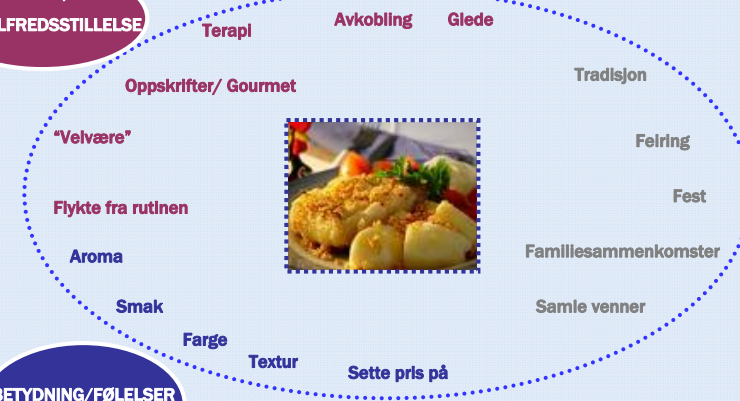 LFREDSSTILLELSE
Terapi
Avkobling
Glede
Tradisjon
Oppskrifter/ Gourmet
“Velvære”
Feiring
Flykte fra rutinen
Fest
Aroma
Familiesammenkomster
Smak
Samle venner
Farge
Textur
Sette pris på
BETYDNING/FØLELSER